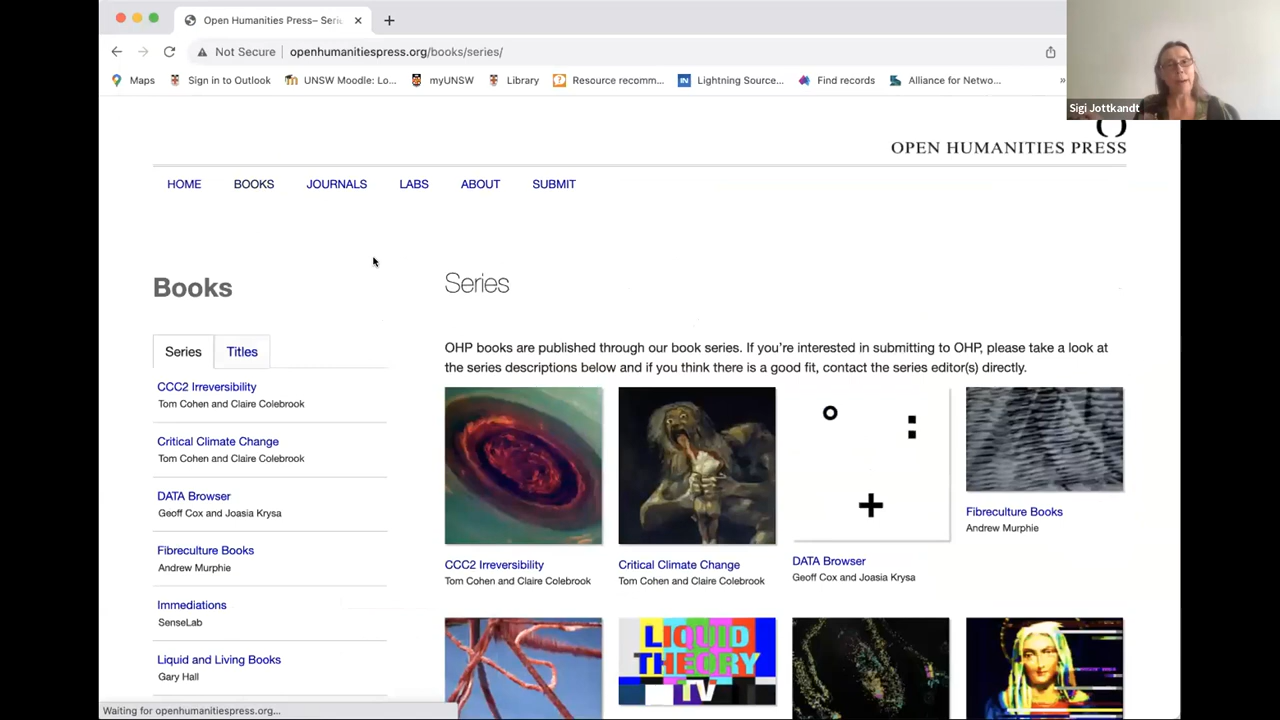 Open Humanities Press– Seri
Not Secure
openhumanitiespress.org/books/series/
Maps
Sign in to Outlook
UNSW Moodle: Lo...
myUNSW
Library
Resource recomm...
Lightning Source...
Find records
Alliance for Netwo...
»
Sigi Jottkandt
OPEN HUMANITIES PRESS
HOME
BOOKS
JOURNALS
LABS
ABOUT
SUBMIT
Books
Series
Titles
CCC2 Irreversibility
Tom Cohen and Claire Colebrook
Critical Climate Change
Tom Cohen and Claire Colebrook
DATA Browser
Geoff Cox and Joasia Krysa
Fibreculture Books
Andrew Murphie
Immediations
SenseLab
Liquid and Living Books
Gary Hall
Series
OHP books are published through our book series. If you’re interested in submitting to OHP, please take a look at
the series descriptions below and if you think there is a good fit, contact the series editor(s) directly.
CCC2 Irreversibility
Tom Cohen and Claire Colebrook
Critical Climate Change
Tom Cohen and Claire Colebrook
DATA Browser
Geoff Cox and Joasia Krysa
Fibreculture Books
Andrew Murphie
LIQUID
THEORY
TV
Waiting for openhumanitiespress.org...